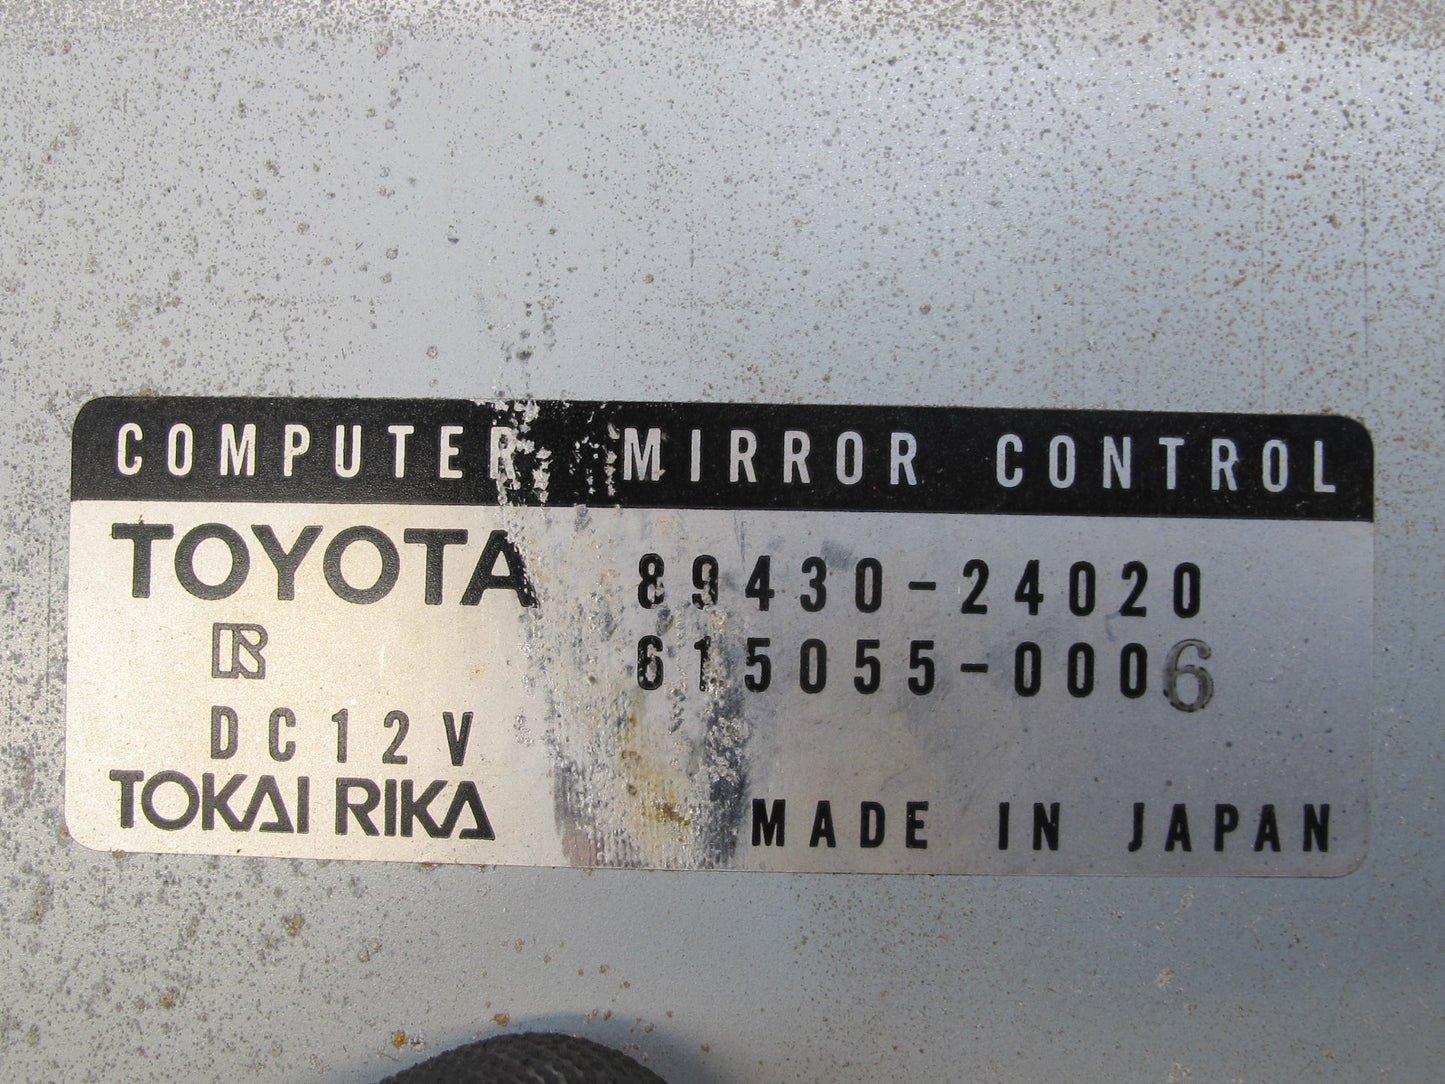 COMPUTER MIRROR CONTROL
TOYOTA 89430-24020
R 615055-0006
DC12V
TOKAI RIKA MADE IN JAPAN